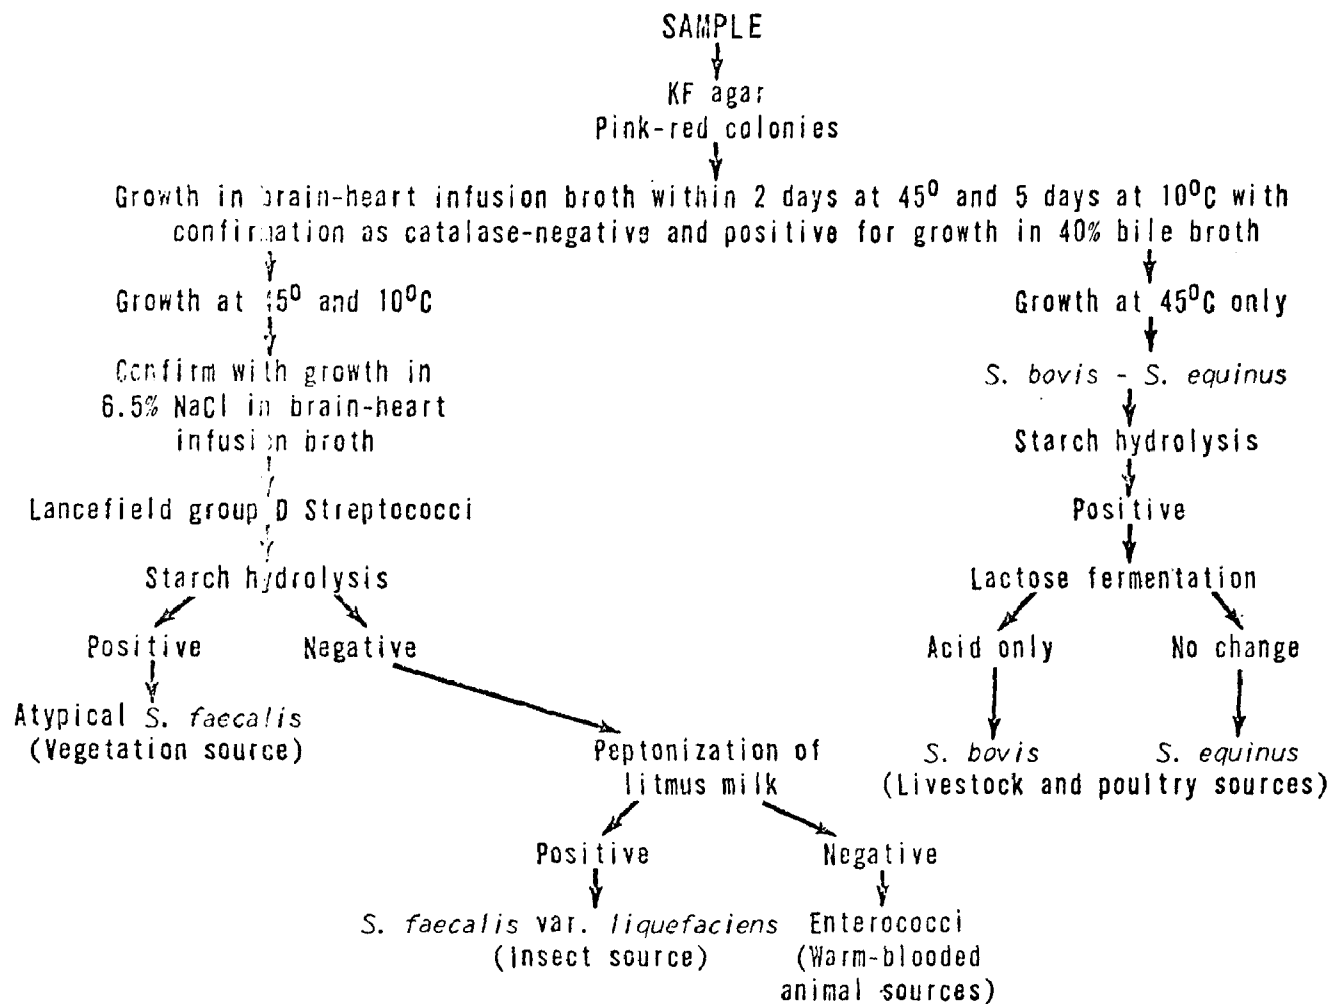 SAMPLE
KF agar
Pink-red colonies
Growth in brain-heart infusion broth within 2 days at 45⁰ and 5 days at 10⁰C with
confirmation as catalase-negative and positive for growth in 40% bile broth
Growth at 45⁰ and 10⁰C
Confirm with growth in
6.5% NaCl in brain-heart
infusion broth
Lancefield group D Streptococci
Starch hydrolysis
Positive
Negative
Atypical S. faecalis
(Vegetation source)
Peptonization of
litmus milk
Positive
Negative
S. faecalis var. liquefaciens
(Insect source)
Enterococci
(Warm-blooded
animal sources)
Growth at 45⁰C only
S. bovis - S. equinus
Starch hydrolysis
Positive
Lactose fermentation
Acid only
No change
S. bovis
S. equinus
(Livestock and poultry sources)